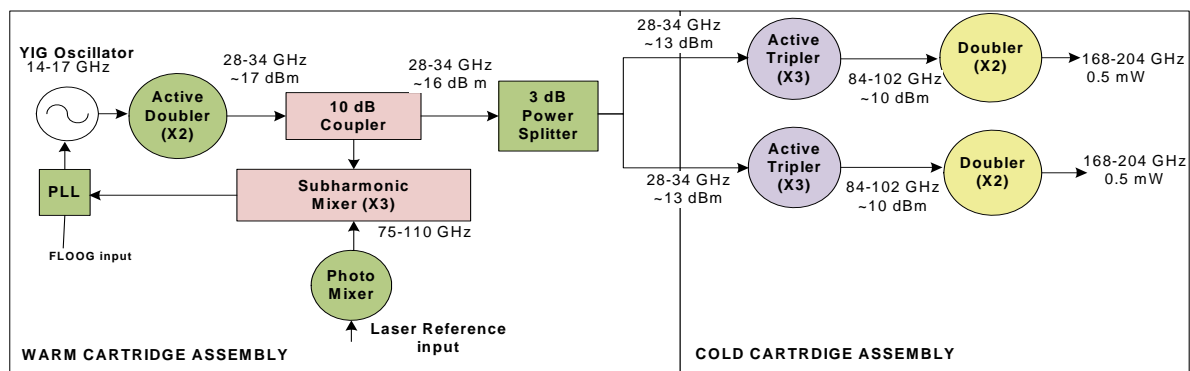 YIG Oscillator
14-17 GHz
Active
Doubler
(X2)
28-34 GHz
~17 dBm
10 dB
Coupler
28-34 GHz
~16 dB m
3 dB
Power
Splitter
PLL
FLOOG input
Subharmonic
Mixer (X3)
75-110 GHz
Photo
Mixer
Laser Reference
input
WARM CARTRIDGE ASSEMBLY
28-34 GHz
~13 dBm
Active
Tripler
(X3)
84-102 GHz
~10 dBm
Doubler
(X2)
168-204 GHz
0.5 mW
28-34 GHz
~13 dBm
Active
Tripler
(X3)
84-102 GHz
~10 dBm
Doubler
(X2)
168-204 GHz
0.5 mW
COLD CARTRDIGE ASSEMBLY